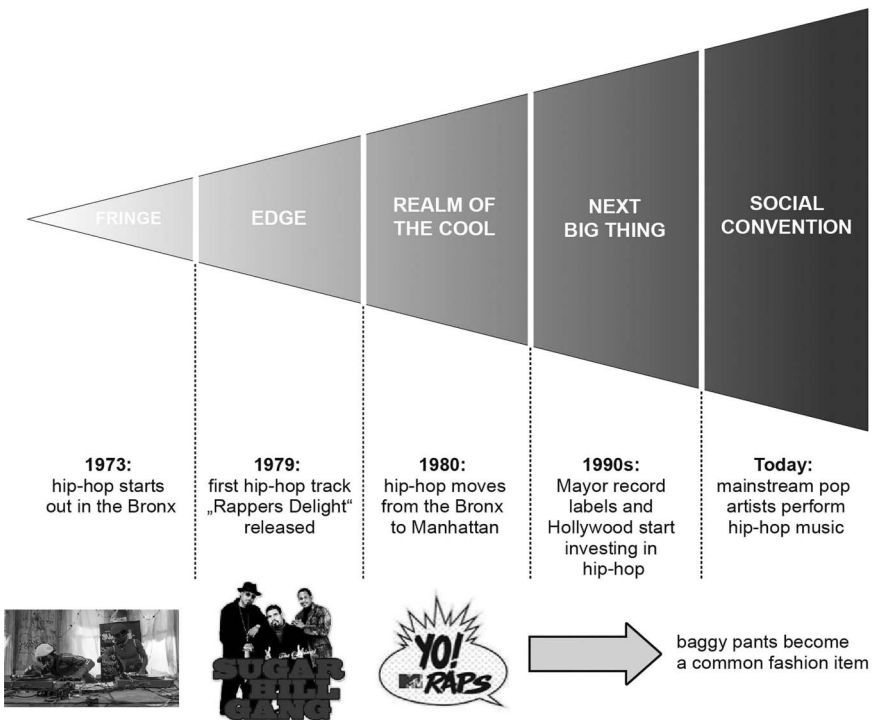 FRINGE
EDGE
REALM OF
THE COOL
NEXT
BIG THING
SOCIAL
CONVENTION
1973:
hip-hop starts
out in the Bronx
1979:
first hip-hop track
„Rappers Delight“
released
1980:
hip-hop moves
from the Bronx
to Manhattan
1990s:
Mayor record
labels and
Hollywood start
investing in
hip-hop
Today:
mainstream pop
artists perform
hip-hop music
SUGAR
HILL
GANG
YO!
MTV RAPS
baggy pants become
a common fashion item